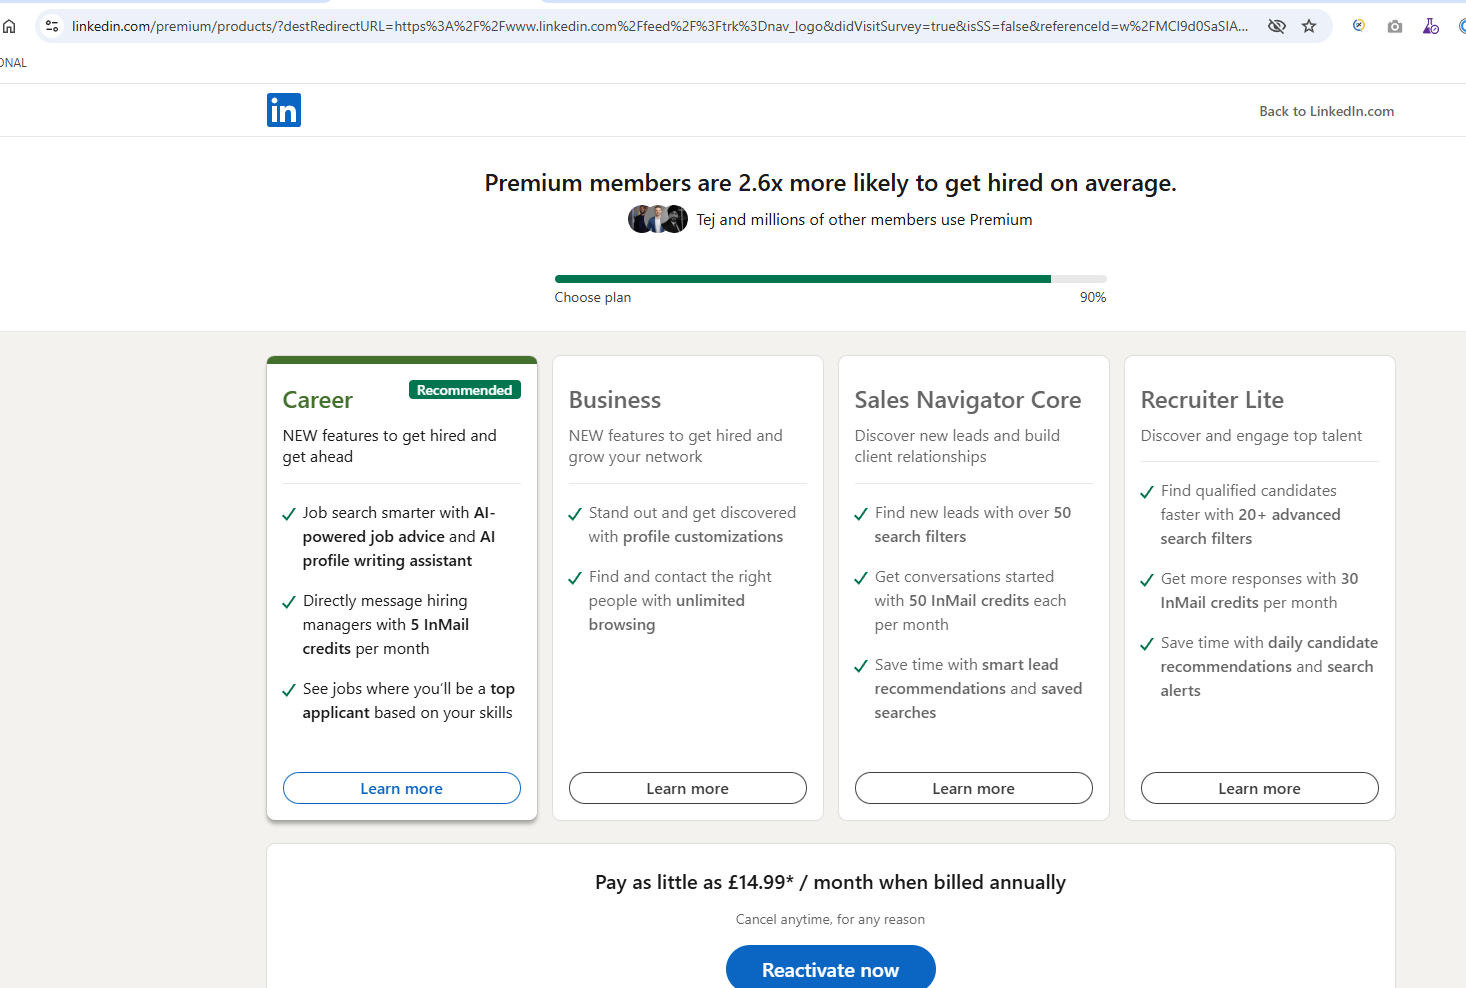 linkedin.com/premium/products/?destRedirectURL=https%3A%2F%2Fwww.linkedin.com%2Ffeed%2F%3Ftrk%3Dnav_logo&didVisitSurvey=true&isSS=false&referenceId=w%2FMCI9d0SaSIA...
ONAL
in
Back to LinkedIn.com
Premium members are 2.6x more likely to get hired on average.
Tej and millions of other members use Premium
Choose plan
90%
Career
Recommended
NEW features to get hired and
get ahead
Job search smarter with AI-
powered job advice and AI
profile writing assistant
Directly message hiring
managers with 5 InMail
credits per month
See jobs where you'll be a top
applicant based on your skills
Learn more
Business
NEW features to get hired and
grow your network
Stand out and get discovered
with profile customizations
Find and contact the right
people with unlimited
browsing
Learn more
Sales Navigator Core
Discover new leads and build
client relationships
Find new leads with over 50
search filters
Get conversations started
with 50 InMail credits each
per month
Save time with smart lead
recommendations and saved
searches
Learn more
Recruiter Lite
Discover and engage top talent
Find qualified candidates
faster with 20+ advanced
search filters
Get more responses with 30
InMail credits per month
Save time with daily candidate
recommendations and search
alerts
Learn more
Pay as little as £14.99* / month when billed annually
Cancel anytime, for any reason
Reactivate now